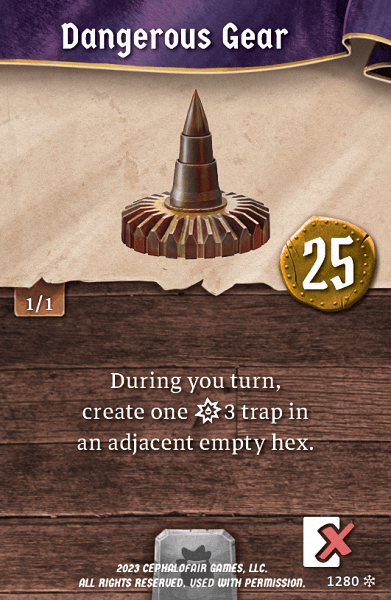 Dangerous Gear
25
1/1
During you turn,
create one 3 trap in
an adjacent empty hex.
2023 CEPHALOFAIR GAMES, LLC.
ALL RIGHTS RESERVED. USED WITH PERMISSION.
1280